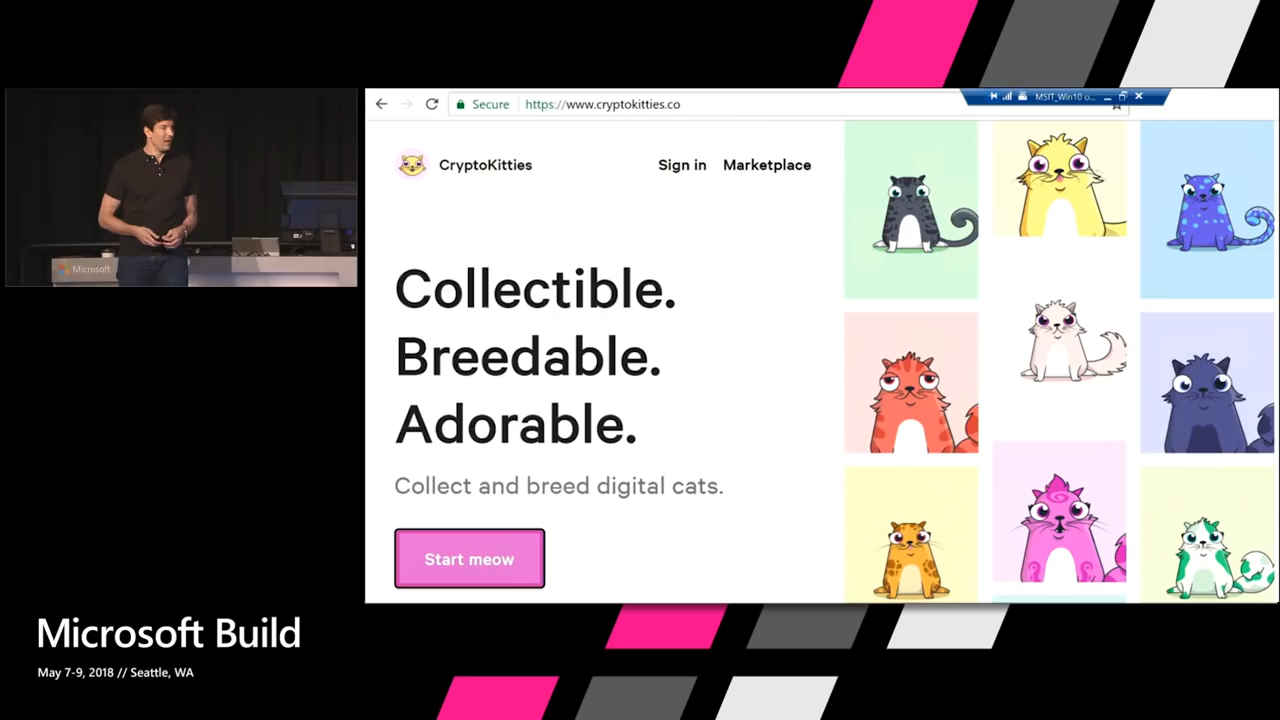 Secure
https://www.cryptokitties.co
MSIT_Win10 o...
CryptoKitties
Sign in
Marketplace
Microsoft
Collectible.
Breedable.
Adorable.
Collect and breed digital cats.
Start meow
Microsoft Build
May 7-9, 2018 // Seattle, WA